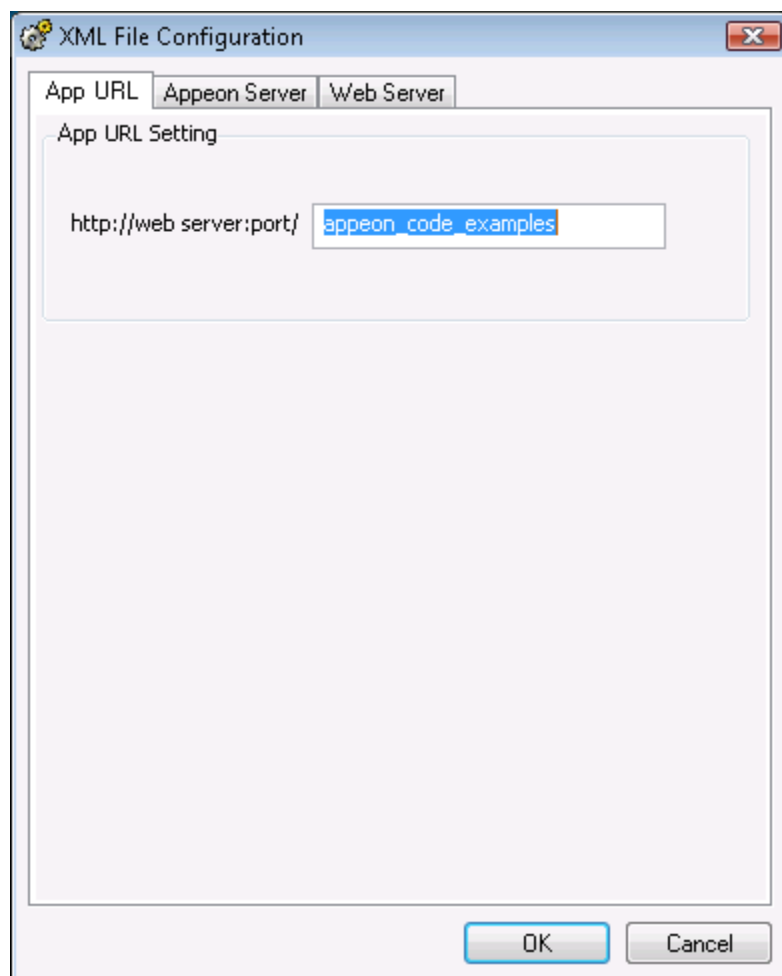 XML File Configuration
App URL Appeon Server Web Server
App URL Setting
http://web server:port/ appeon_code_examples
OK Cancel